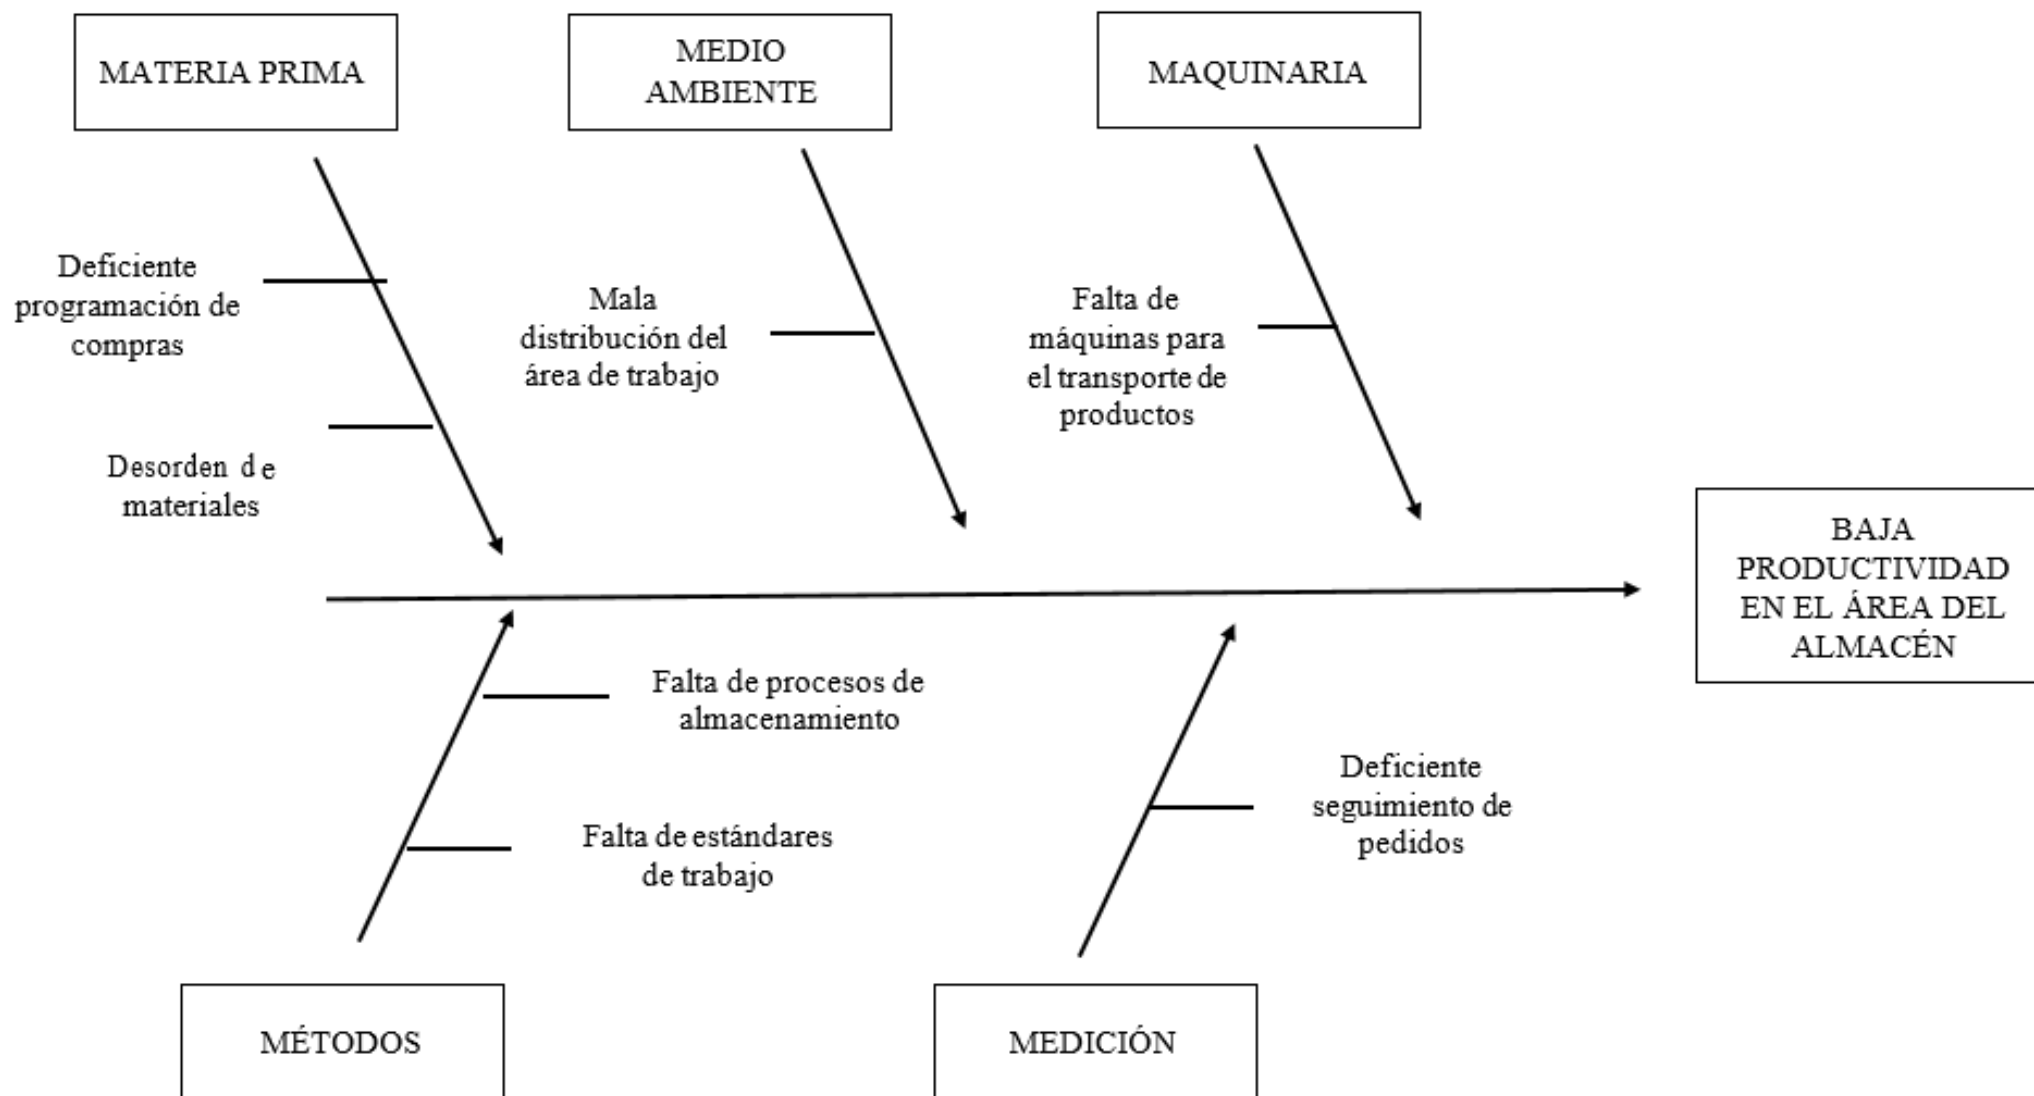 MATERIA PRIMA
MEDIO
AMBIENTE
MAQUINARIA
Deficiente
programación de
compras
Desorden de
materiales
Mala
distribución del
área de trabajo
Falta de
máquinas para
el transporte de
productos
BAJA
PRODUCTIVIDAD
EN EL ÁREA DEL
ALMACÉN
Falta de procesos de
almacenamiento
Falta de estándares
de trabajo
Deficiente
seguimiento de
pedidos
MÉTODOS
MEDICIÓN